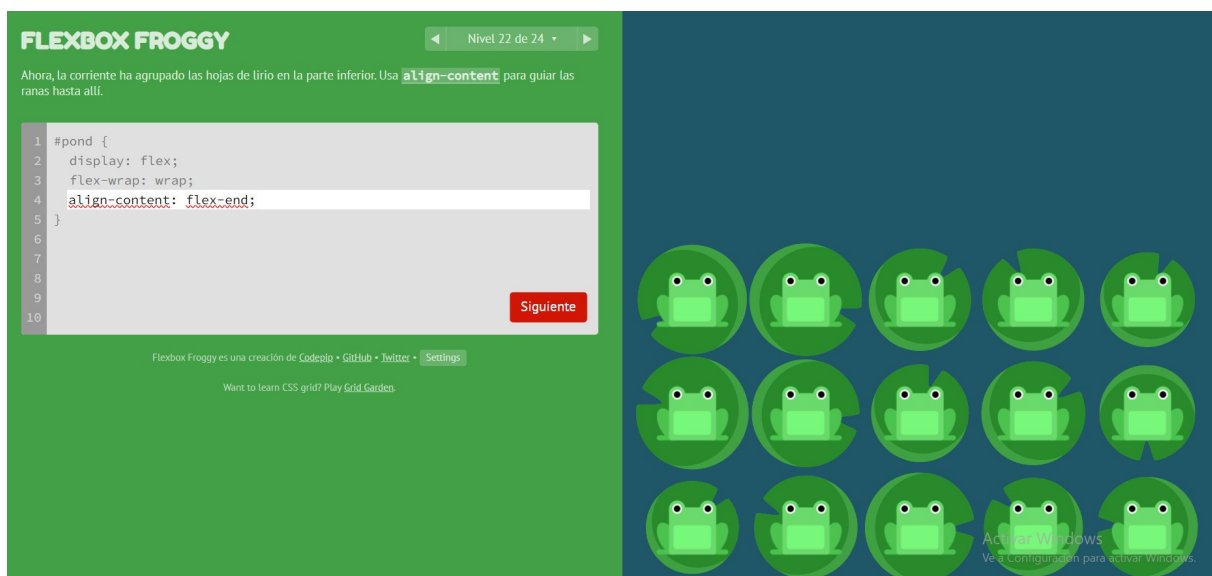 FLEXBOX FROGGY
◀ Nivel 22 de 24 ▾ ▶
Ahora, la corriente ha agrupado las hojas de lirio en la parte inferior. Usa align-content para guiar las
ranas hasta allí.
1 #pond {
2 display: flex;
3 flex-wrap: wrap;
4 align-content: flex-end;
5 }
6
7
8
9
10
Siguiente
Flexbox Froggy es una creación de Codepip • GitHub • Twitter • Settings
Want to learn CSS grid? Play Grid Garden.
Activar Windows
Ve a Configuración para activar Windows.